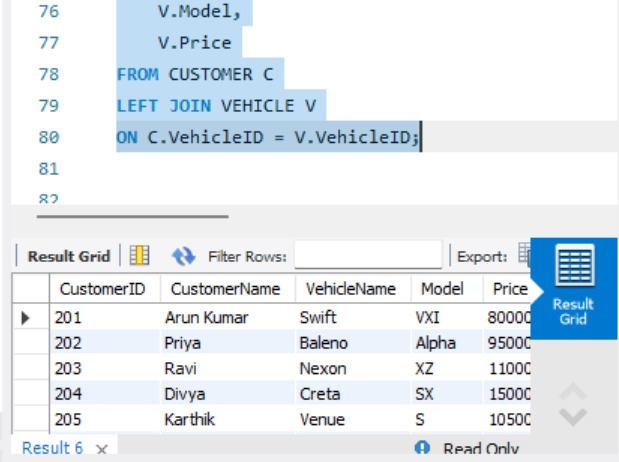 76 V.Model,
77 V.Price
78 FROM CUSTOMER C
79 LEFT JOIN VEHICLE V
80 ON C.VehicleID = V.VehicleID;
81
82
Result Grid Filter Rows: Export:
CustomerID CustomerName VehicleName Model Price
201 Arun Kumar Swift VXI 80000
202 Priya Baleno Alpha 95000
203 Ravi Nexon XZ 11000
204 Divya Creta SX 15000
205 Karthik Venue S 10500
Result
Grid
Result 6 × Read Only